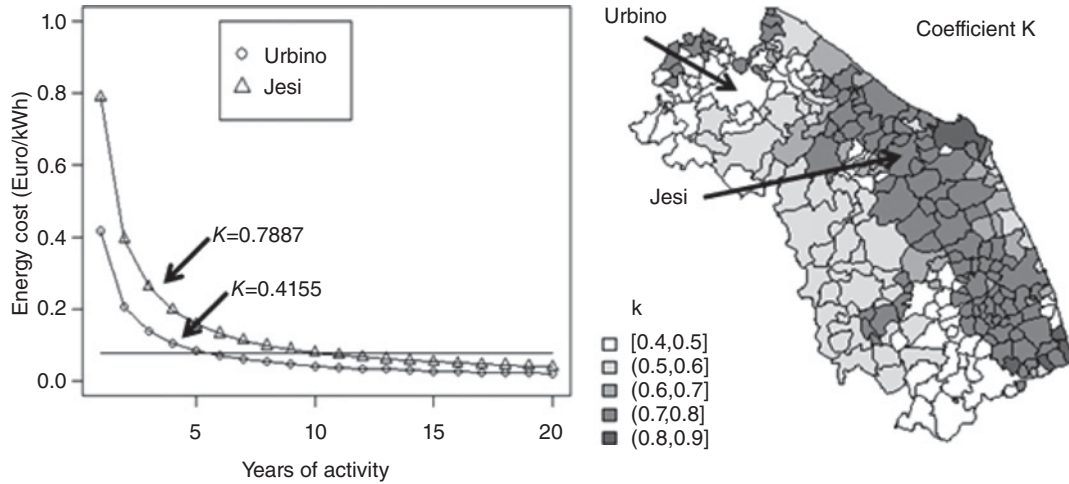 Energy cost (Euro/kWh)
1.0
0.8
0.6
0.4
0.2
0.0
Urbino
Jesi
K=0.7887
K=0.4155
5
10
15
20
Years of activity
Urbino
Coefficient K
Jesi
k
[0.4,0.5]
(0.5,0.6]
(0.6,0.7]
(0.7,0.8]
(0.8,0.9]